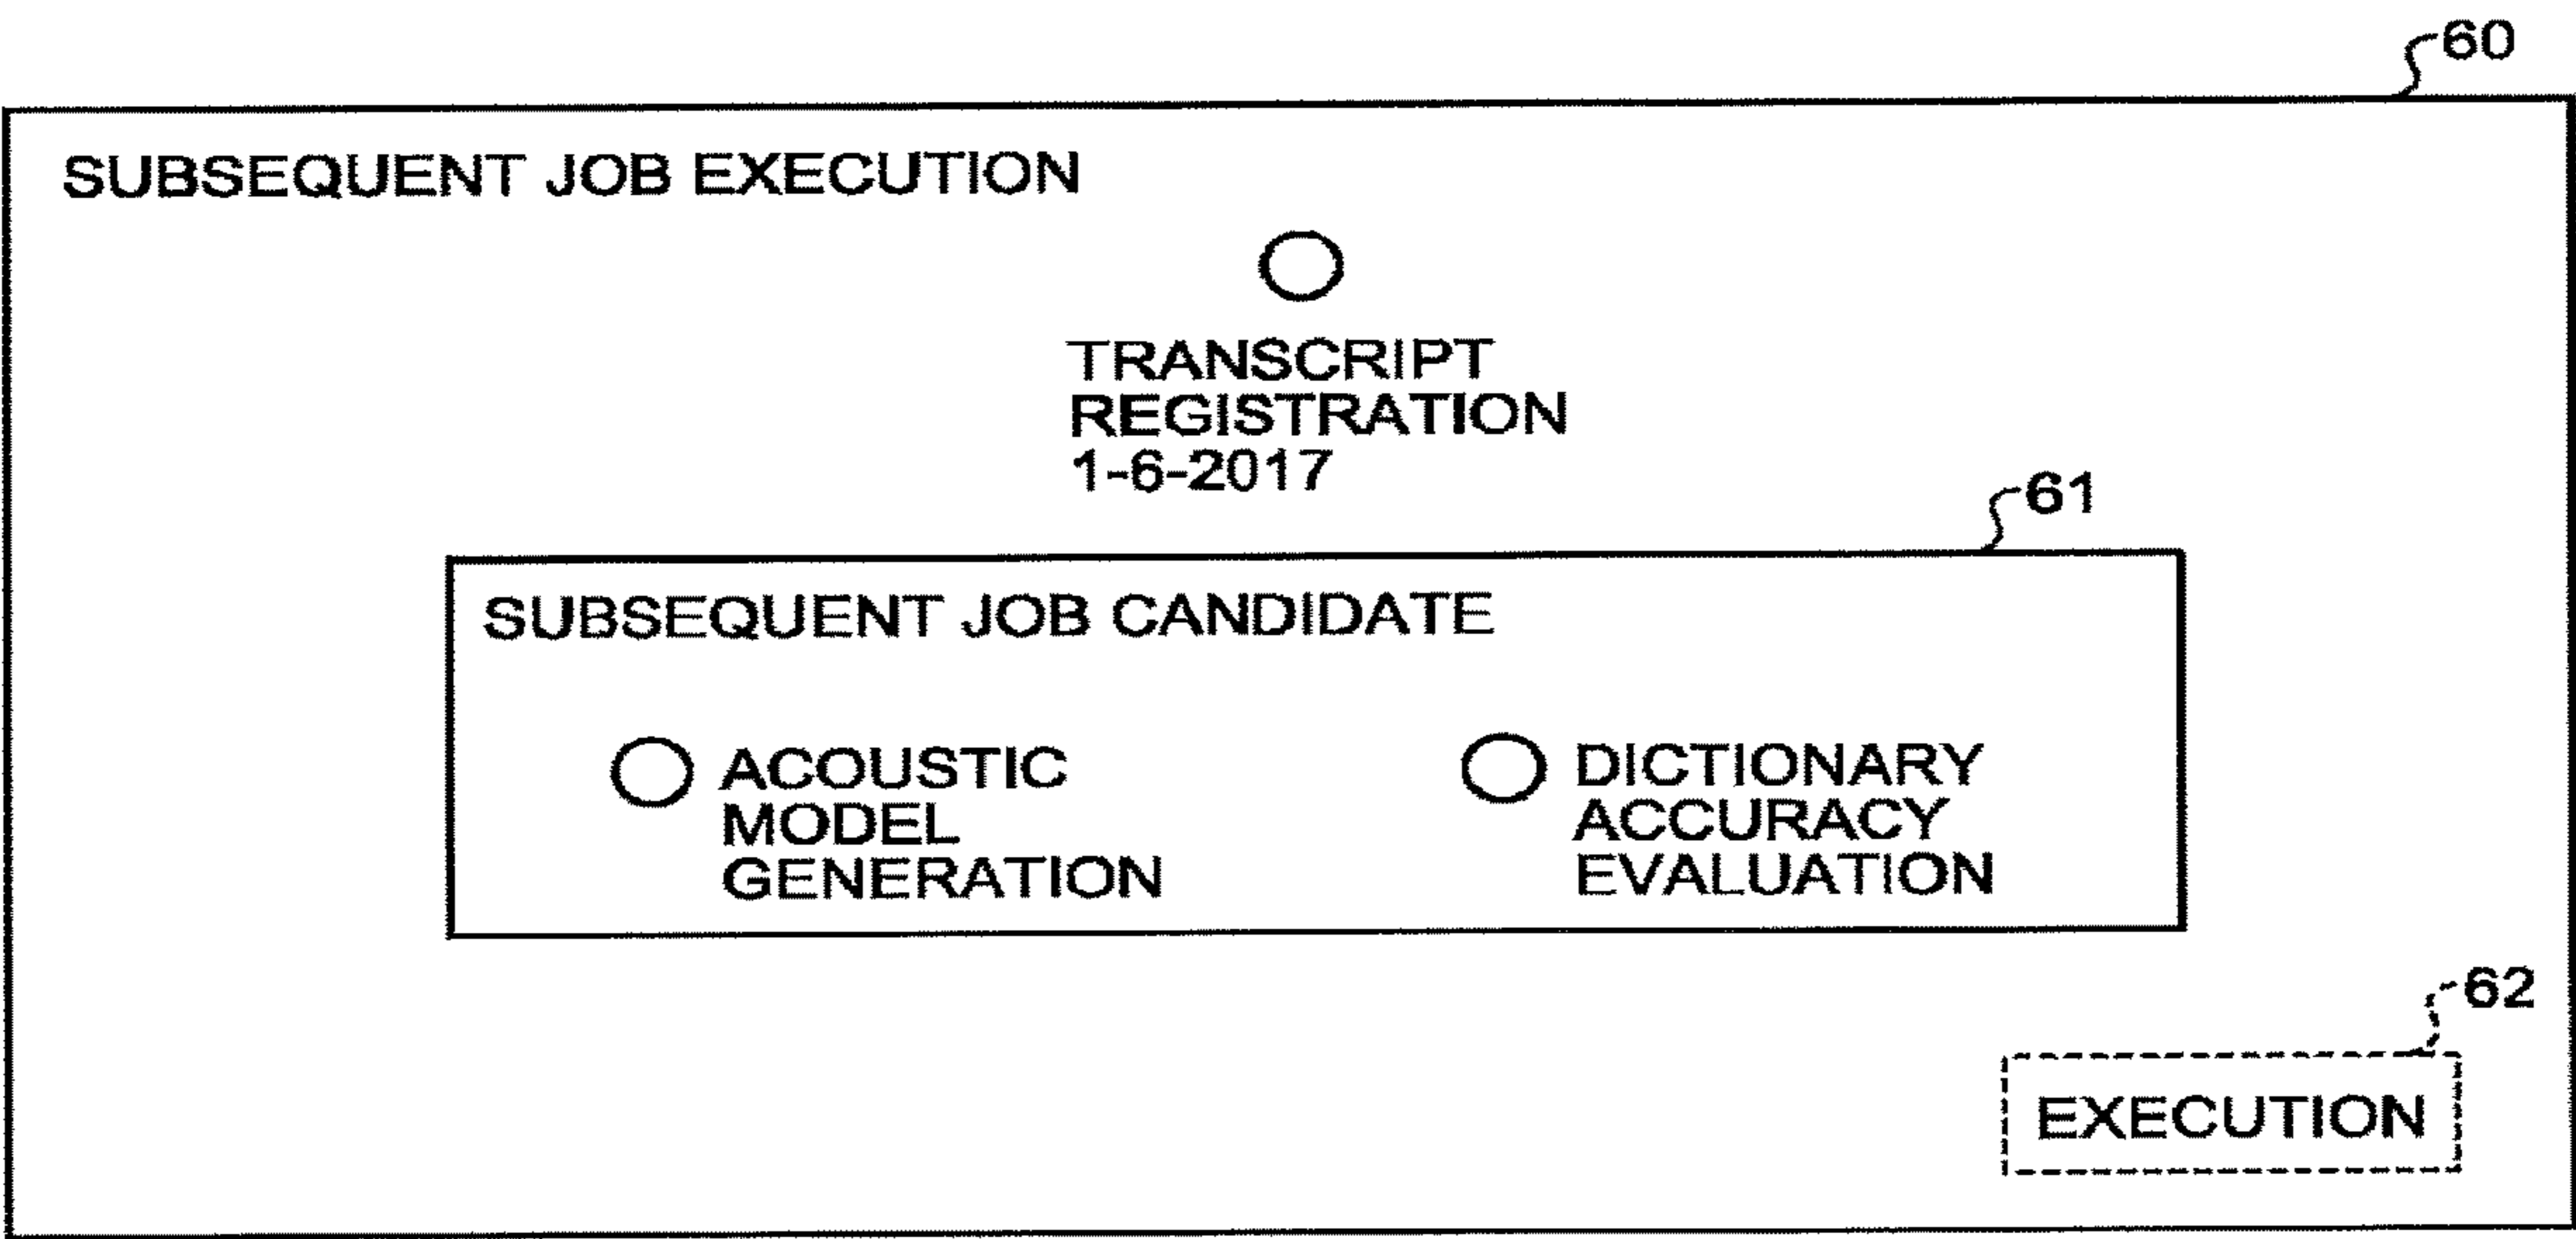 60
SUBSEQUENT JOB EXECUTION
TRANSCRIPT
REGISTRATION
1-6-2017
61
SUBSEQUENT JOB CANDIDATE
ACOUSTIC
MODEL
GENERATION
DICTIONARY
ACCURACY
EVALUATION
62
EXECUTION